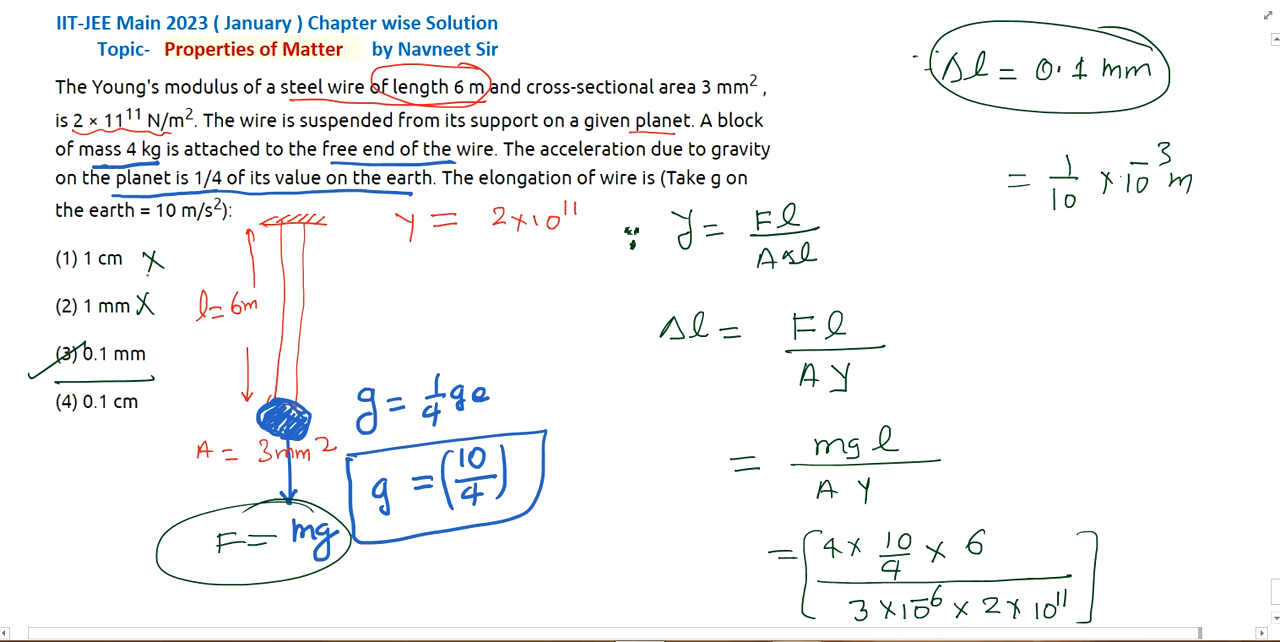 IIT-JEE Main 2023 ( January ) Chapter wise Solution
Topic- Properties of Matter by Navneet Sir
The Young's modulus of a steel wire of length 6 m and cross-sectional area 3 mm²,
is 2 × 11¹¹ N/m². The wire is suspended from its support on a given planet. A block
of mass 4 kg is attached to the free end of the wire. The acceleration due to gravity
on the planet is 1/4 of its value on the earth. The elongation of wire is (Take g on
the earth = 10 m/s²):
(1) 1 cm X
(2) 1 mm X
(3) 0.1 mm
(4) 0.1 cm
l = 6m
A = 3mm²
F = mg
Y = 2×10¹¹
g = 1/4 ge
g = (10/4)
Y = Fl / AΔl
Δl = Fl / AY
= mg l / A Y
= [4 × 10/4 × 6 / 3 × 10⁻⁶ × 2 × 10¹¹]
Δl = 0.1 mm
= 1/10 × 10⁻³ m